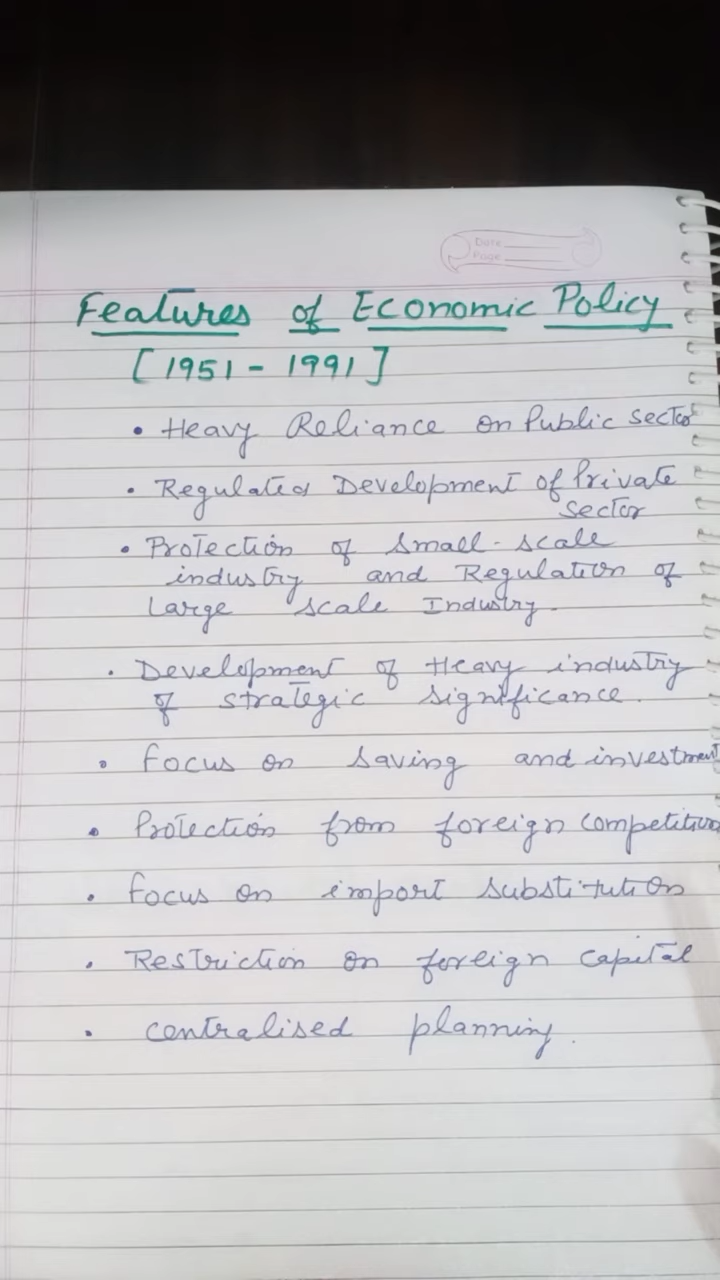 Date
Page
Features of Economic Policy
[1951 - 1991]
• Heavy Reliance on Public sector
• Regulated Development of Private
sector
• Protection of Small-scale
industry and Regulation of
Large scale Industry.
• Development of Heavy industry
of strategic significance.
• focus on saving and investment
• Protection from foreign competition
• focus on import substitution
• Restriction on foreign capital
• centralised planning.